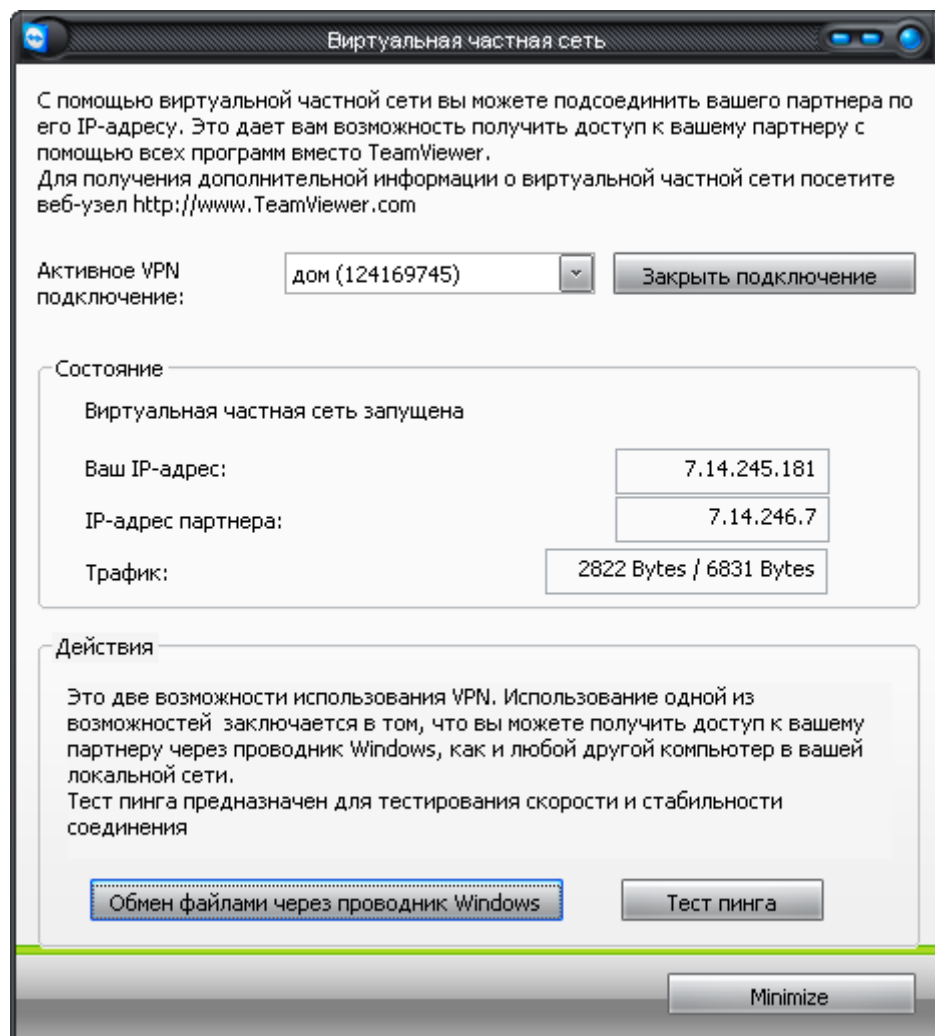 Виртуальная частная сеть
С помощью виртуальной частной сети вы можете подсоединить вашего партнера по
его IP-адресу. Это дает вам возможность получить доступ к вашему партнеру с
помощью всех программ вместо TeamViewer.
Для получения дополнительной информации о виртуальной частной сети посетите
веб-узел http://www.TeamViewer.com
Активное VPN
подключение:
дом (124169745)
Закрыть подключение
Состояние
Виртуальная частная сеть запущена
Ваш IP-адрес:
7.14.245.181
IP-адрес партнера:
7.14.246.7
Трафик:
2822 Bytes / 6831 Bytes
Действия
Это две возможности использования VPN. Использование одной из
возможностей  заключается в том, что вы можете получить доступ к вашему
партнеру через проводник Windows, как и любой другой компьютер в вашей
локальной сети.
Тест пинга предназначен для тестирования скорости и стабильности
соединения
Обмен файлами через проводник Windows
Тест пинга
Minimize